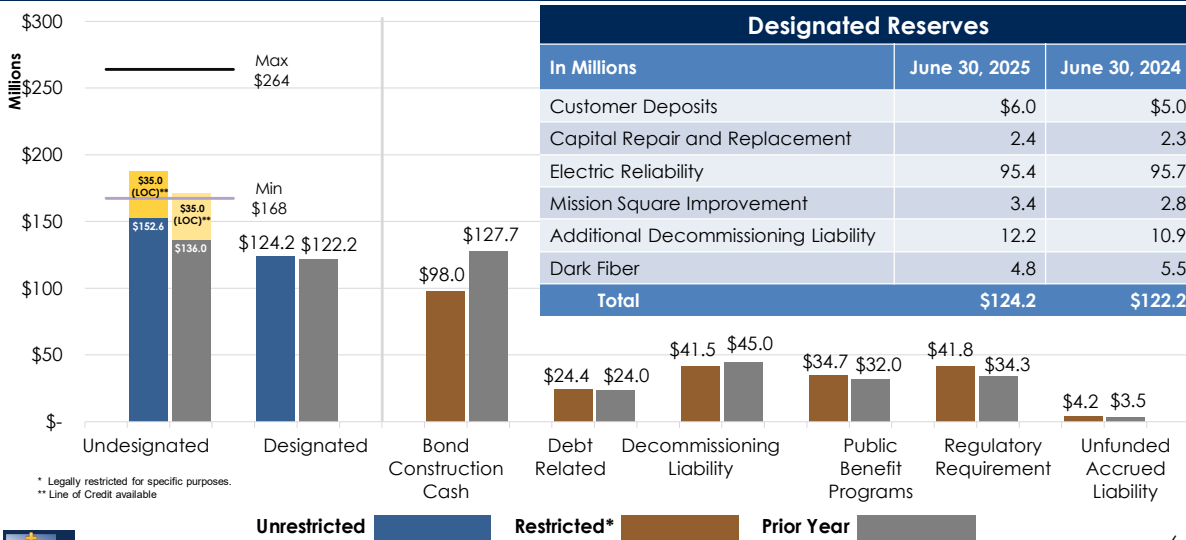 $300
$250
$200
$150
$100
$50
$-
Millions
Max
$264
Min
$168
$35.0
(LOC)**
$152.6
$35.0
(LOC)**
$136.0
$124.2 $122.2
$98.0
$127.7
$24.4 $24.0
$41.5 $45.0
$34.7 $32.0
$41.8 $34.3
$4.2 $3.5
Designated Reserves
In Millions June 30, 2025 June 30, 2024
Customer Deposits $6.0 $5.0
Capital Repair and Replacement 2.4 2.3
Electric Reliability 95.4 95.7
Mission Square Improvement 3.4 2.8
Additional Decommissioning Liability 12.2 10.9
Dark Fiber 4.8 5.5
Total $124.2 $122.2
Undesignated
Designated
Bond
Construction
Cash
Debt
Related
Decommissioning
Liability
Public
Benefit
Programs
Regulatory
Requirement
Unfunded
Accrued
Liability
* Legally restricted for specific purposes.
** Line of Credit available
Unrestricted Restricted* Prior Year